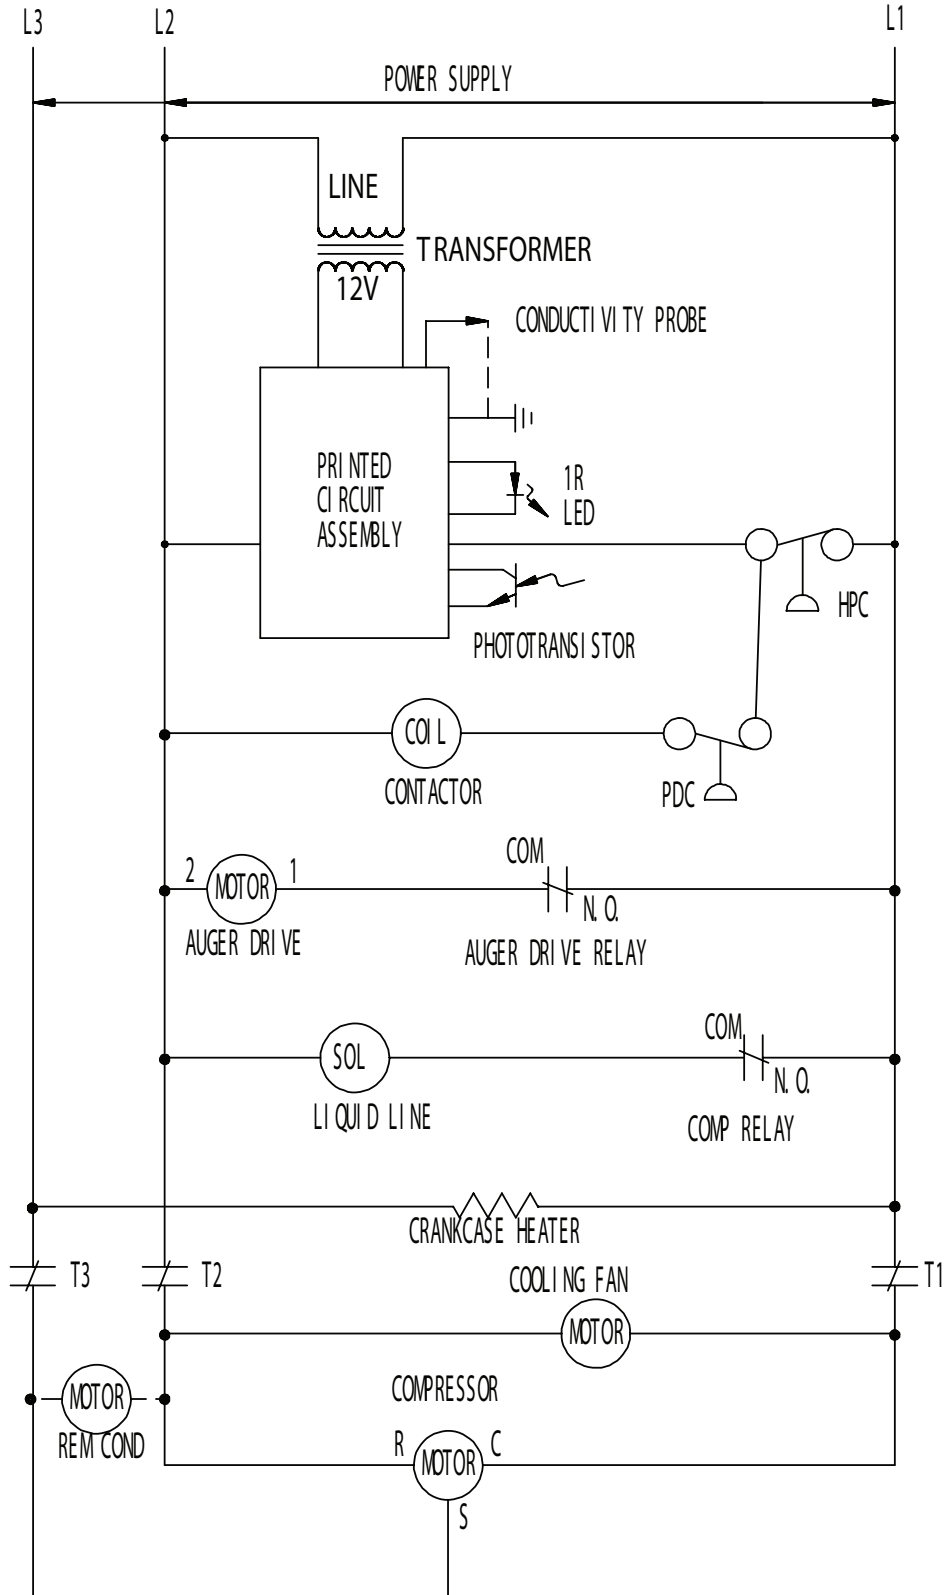 L3
L2
L1
POWER SUPPLY
LINE
TRANSFORMER
12V
CONDUCTIVITY PROBE
PRINTED
CIRCUIT
ASSEMBLY
1R
LED
HPC
PHOTOTRANSISTOR
COIL
CONTACTOR
PDC
COM
2
MOTOR
1
N.O.
AUGER DRIVE
AUGER DRIVE RELAY
COM
SOL
N.O.
LIQUID LINE
COMP RELAY
CRANKCASE HEATER
T3
T2
COOLING FAN
T1
MOTOR
COMPRESSOR
MOTOR
REM COND
R
MOTOR
C
S